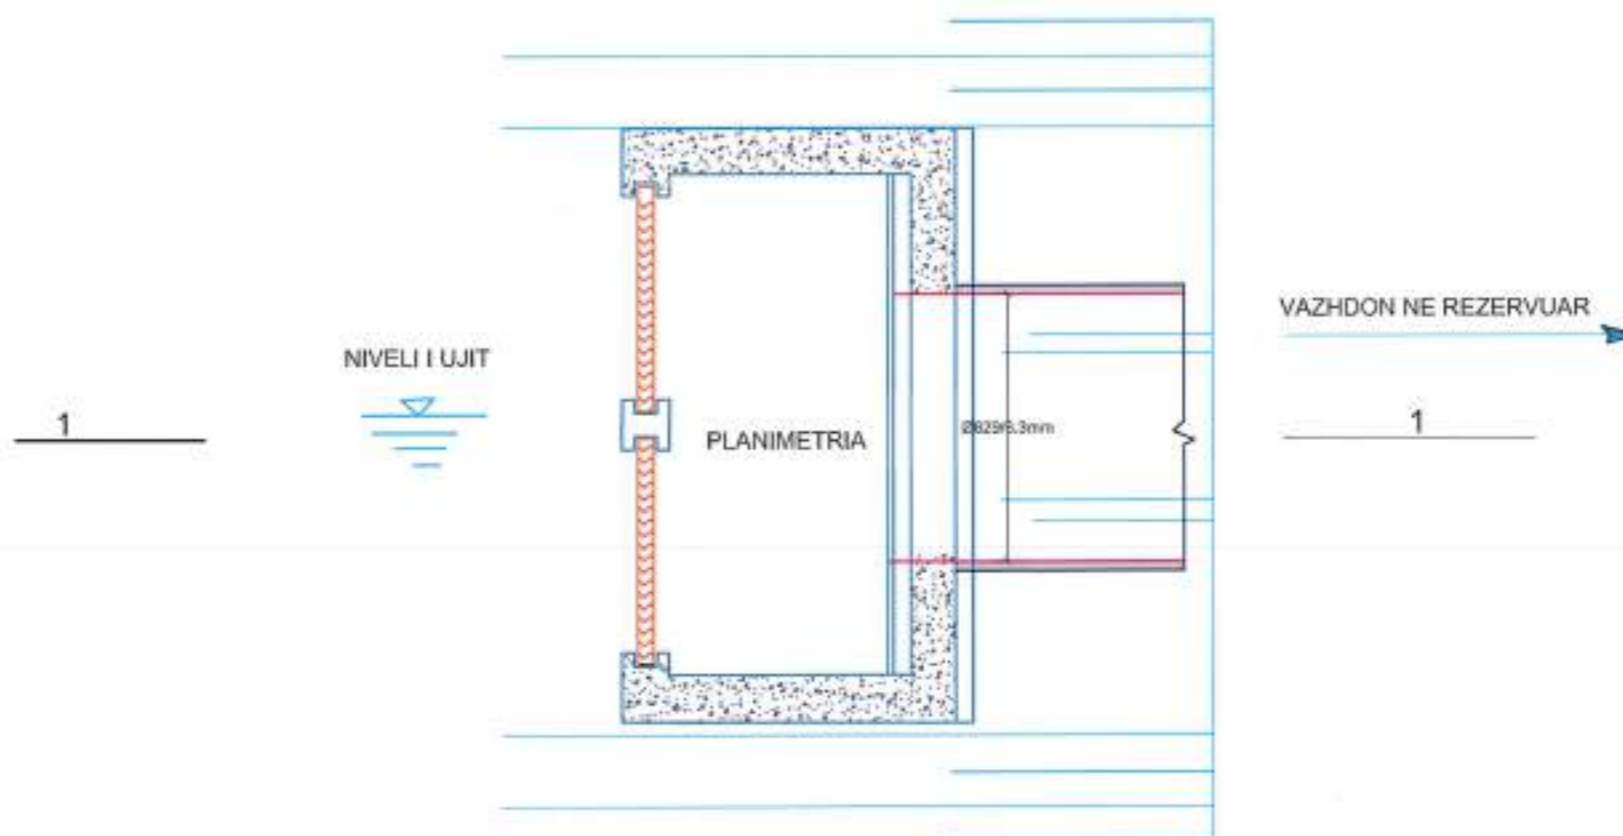 VAZHDON NE REZERVUAR
NIVELI I UJIT
1
1
PLANIMETRIA